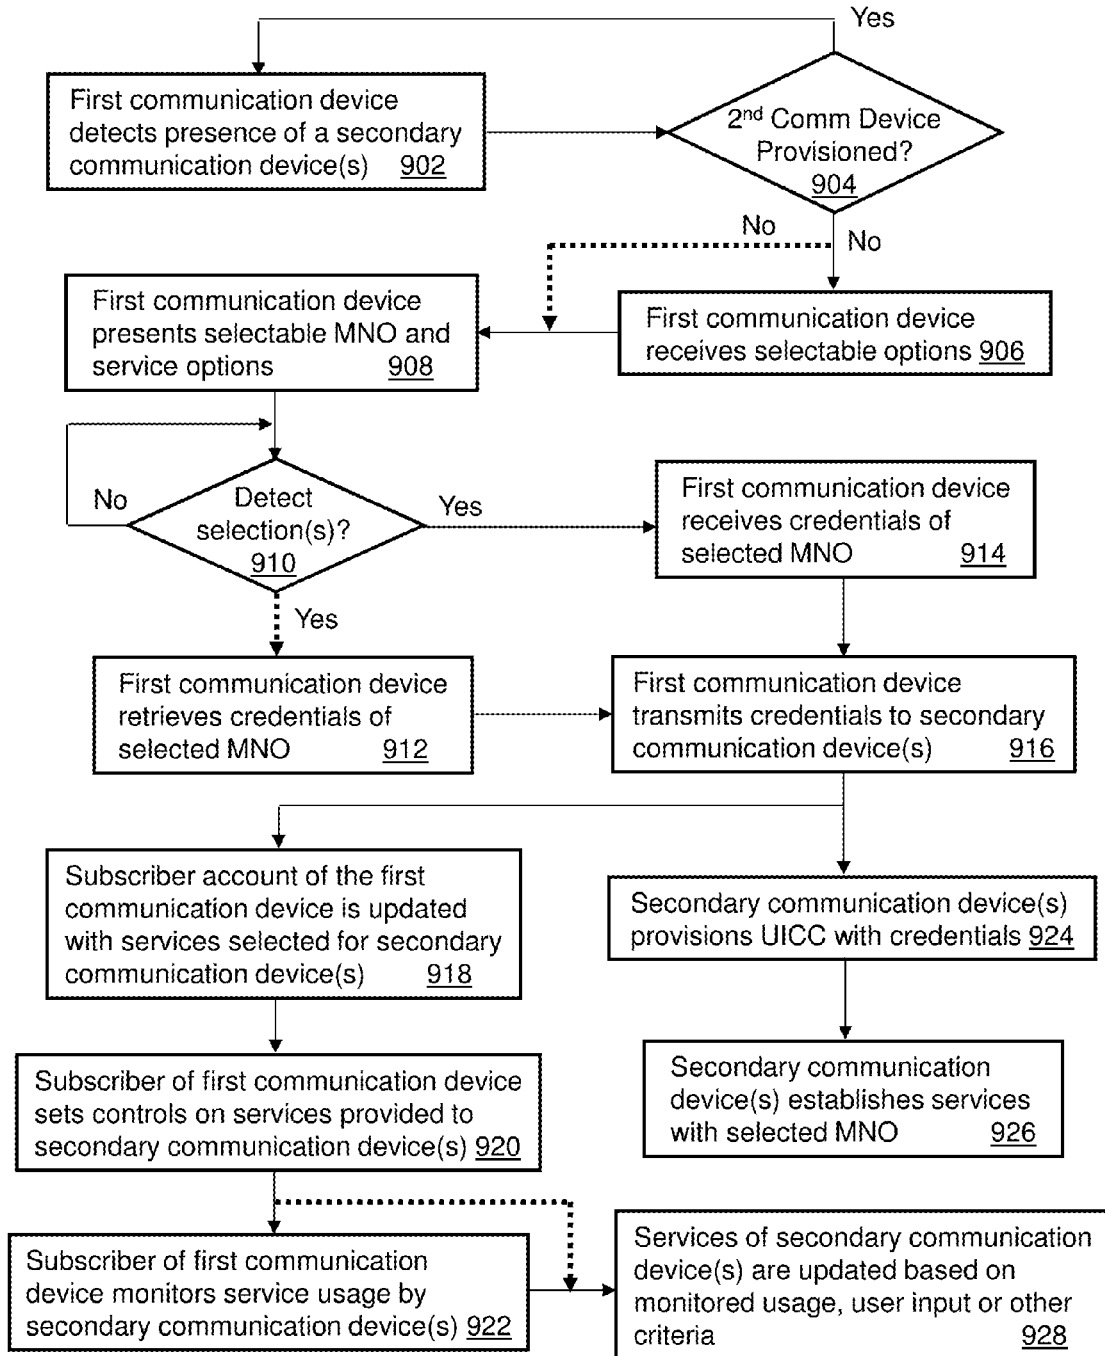 Yes
First communication device
detects presence of a secondary
communication device(s) 902
2nd Comm Device
Provisioned?
904
No
No
First communication device
presents selectable MNO and
service options 908
First communication device
receives selectable options 906
No
Detect
selection(s)?
910
Yes
First communication device
receives credentials of
selected MNO 914
Yes
First communication device
retrieves credentials of
selected MNO 912
First communication device
transmits credentials to secondary
communication device(s) 916
Subscriber account of the first
communication device is updated
with services selected for secondary
communication device(s) 918
Secondary communication device(s)
provisions UICC with credentials 924
Subscriber of first communication device
sets controls on services provided to
secondary communication device(s) 920
Secondary communication
device(s) establishes services
with selected MNO 926
Subscriber of first communication
device monitors service usage by
secondary communication device(s) 922
Services of secondary communication
device(s) are updated based on
monitored usage, user input or other
criteria 928